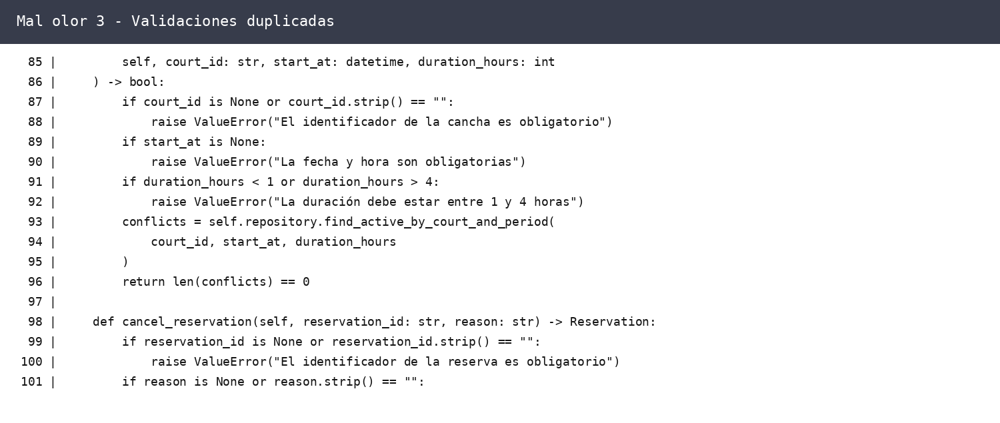 Mal olor 3 - Validaciones duplicadas
85 |         self, court_id: str, start_at: datetime, duration_hours: int
86 |     ) -> bool:
87 |         if court_id is None or court_id.strip() == "":
88 |             raise ValueError("El identificador de la cancha es obligatorio")
89 |         if start_at is None:
90 |             raise ValueError("La fecha y hora son obligatorias")
91 |         if duration_hours < 1 or duration_hours > 4:
92 |             raise ValueError("La duración debe estar entre 1 y 4 horas")
93 |         conflicts = self.repository.find_active_by_court_and_period(
94 |             court_id, start_at, duration_hours
95 |         )
96 |         return len(conflicts) == 0
97 |
98 |     def cancel_reservation(self, reservation_id: str, reason: str) -> Reservation:
99 |         if reservation_id is None or reservation_id.strip() == "":
100 |             raise ValueError("El identificador de la reserva es obligatorio")
101 |         if reason is None or reason.strip() == "":